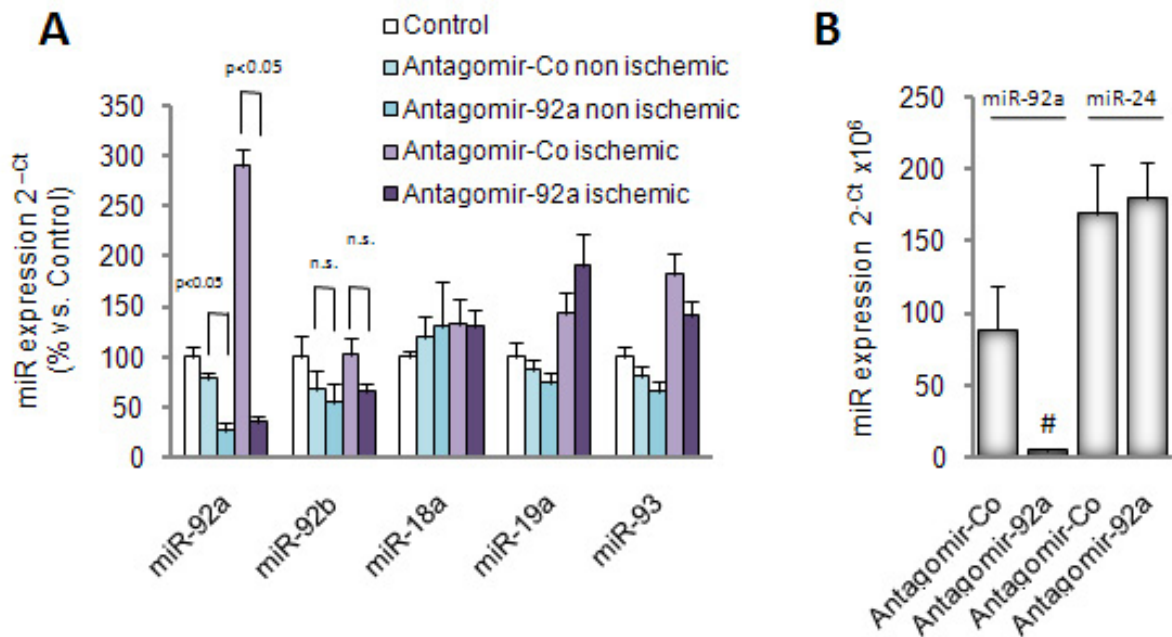 A
Control
Antagomir-Co non ischemic
Antagomir-92a non ischemic
Antagomir-Co ischemic
Antagomir-92a ischemic
p<0.05
p<0.05
n.s.
n.s.
miR expression 2⁻ᶜᵗ
(% vs. Control)
350
300
250
200
150
100
50
0
miR-92a
miR-92b
miR-18a
miR-19a
miR-93
B
miR-92a
miR-24
miR expression 2⁻ᶜᵗ x10⁶
250
200
150
100
50
0
#
Antagomir-Co
Antagomir-92a
Antagomir-Co
Antagomir-92a